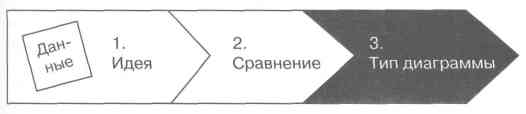 Дан-
ные
1.
Идея
2.
Сравнение
3.
Тип диаграммы